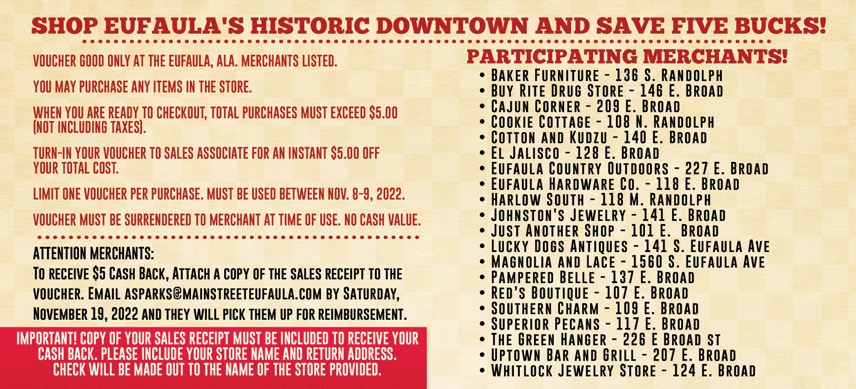 SHOP EUFAULA'S HISTORIC DOWNTOWN AND SAVE FIVE BUCKS!
VOUCHER GOOD ONLY AT THE EUFAULA, ALA. MERCHANTS LISTED.
YOU MAY PURCHASE ANY ITEMS IN THE STORE.
WHEN YOU ARE READY TO CHECKOUT, TOTAL PURCHASES MUST EXCEED $5.00
(NOT INCLUDING TAXES).
TURN-IN YOUR VOUCHER TO SALES ASSOCIATE FOR AN INSTANT $5.00 OFF
YOUR TOTAL COST.
LIMIT ONE VOUCHER PER PURCHASE. MUST BE USED BETWEEN NOV. 8-9, 2022.
VOUCHER MUST BE SURRENDERED TO MERCHANT AT TIME OF USE. NO CASH VALUE.
ATTENTION MERCHANTS:
TO RECEIVE $5 CASH BACK, ATTACH A COPY OF THE SALES RECEIPT TO THE
VOUCHER. EMAIL ASPARKS@MAINSTREETEUFAULA.COM BY SATURDAY,
NOVEMBER 19, 2022 AND THEY WILL PICK THEM UP FOR REIMBURSEMENT.
IMPORTANT! COPY OF YOUR SALES RECEIPT MUST BE INCLUDED TO RECEIVE YOUR
CASH BACK. PLEASE INCLUDE YOUR STORE NAME AND RETURN ADDRESS.
CHECK WILL BE MADE OUT TO THE NAME OF THE STORE PROVIDED.
PARTICIPATING MERCHANTS!
• BAKER FURNITURE - 136 S. RANDOLPH
• BUY RITE DRUG STORE - 146 E. BROAD
• CAJUN CORNER - 209 E. BROAD
• COOKIE COTTAGE - 108 N. RANDOLPH
• COTTON AND KUDZU - 140 E. BROAD
• EL JALISCO - 128 E. BROAD
• EUFAULA COUNTRY OUTDOORS - 227 E. BROAD
• EUFAULA HARDWARE CO. - 118 E. BROAD
• HARLOW SOUTH - 118 M. RANDOLPH
• JOHNSTON'S JEWELRY - 141 E. BROAD
• JUST ANOTHER SHOP - 101 E. BROAD
• LUCKY DOGS ANTIQUES - 141 S. EUFAULA AVE
• MAGNOLIA AND LACE - 1560 S. EUFAULA AVE
• PAMPERED BELLE - 137 E. BROAD
• RED'S BOUTIQUE - 107 E. BROAD
• SOUTHERN CHARM - 109 E. BROAD
• SUPERIOR PECANS - 117 E. BROAD
• THE GREEN HANGER - 226 E BROAD ST
• UPTOWN BAR AND GRILL - 207 E. BROAD
• WHITLOCK JEWELRY STORE - 124 E. BROAD